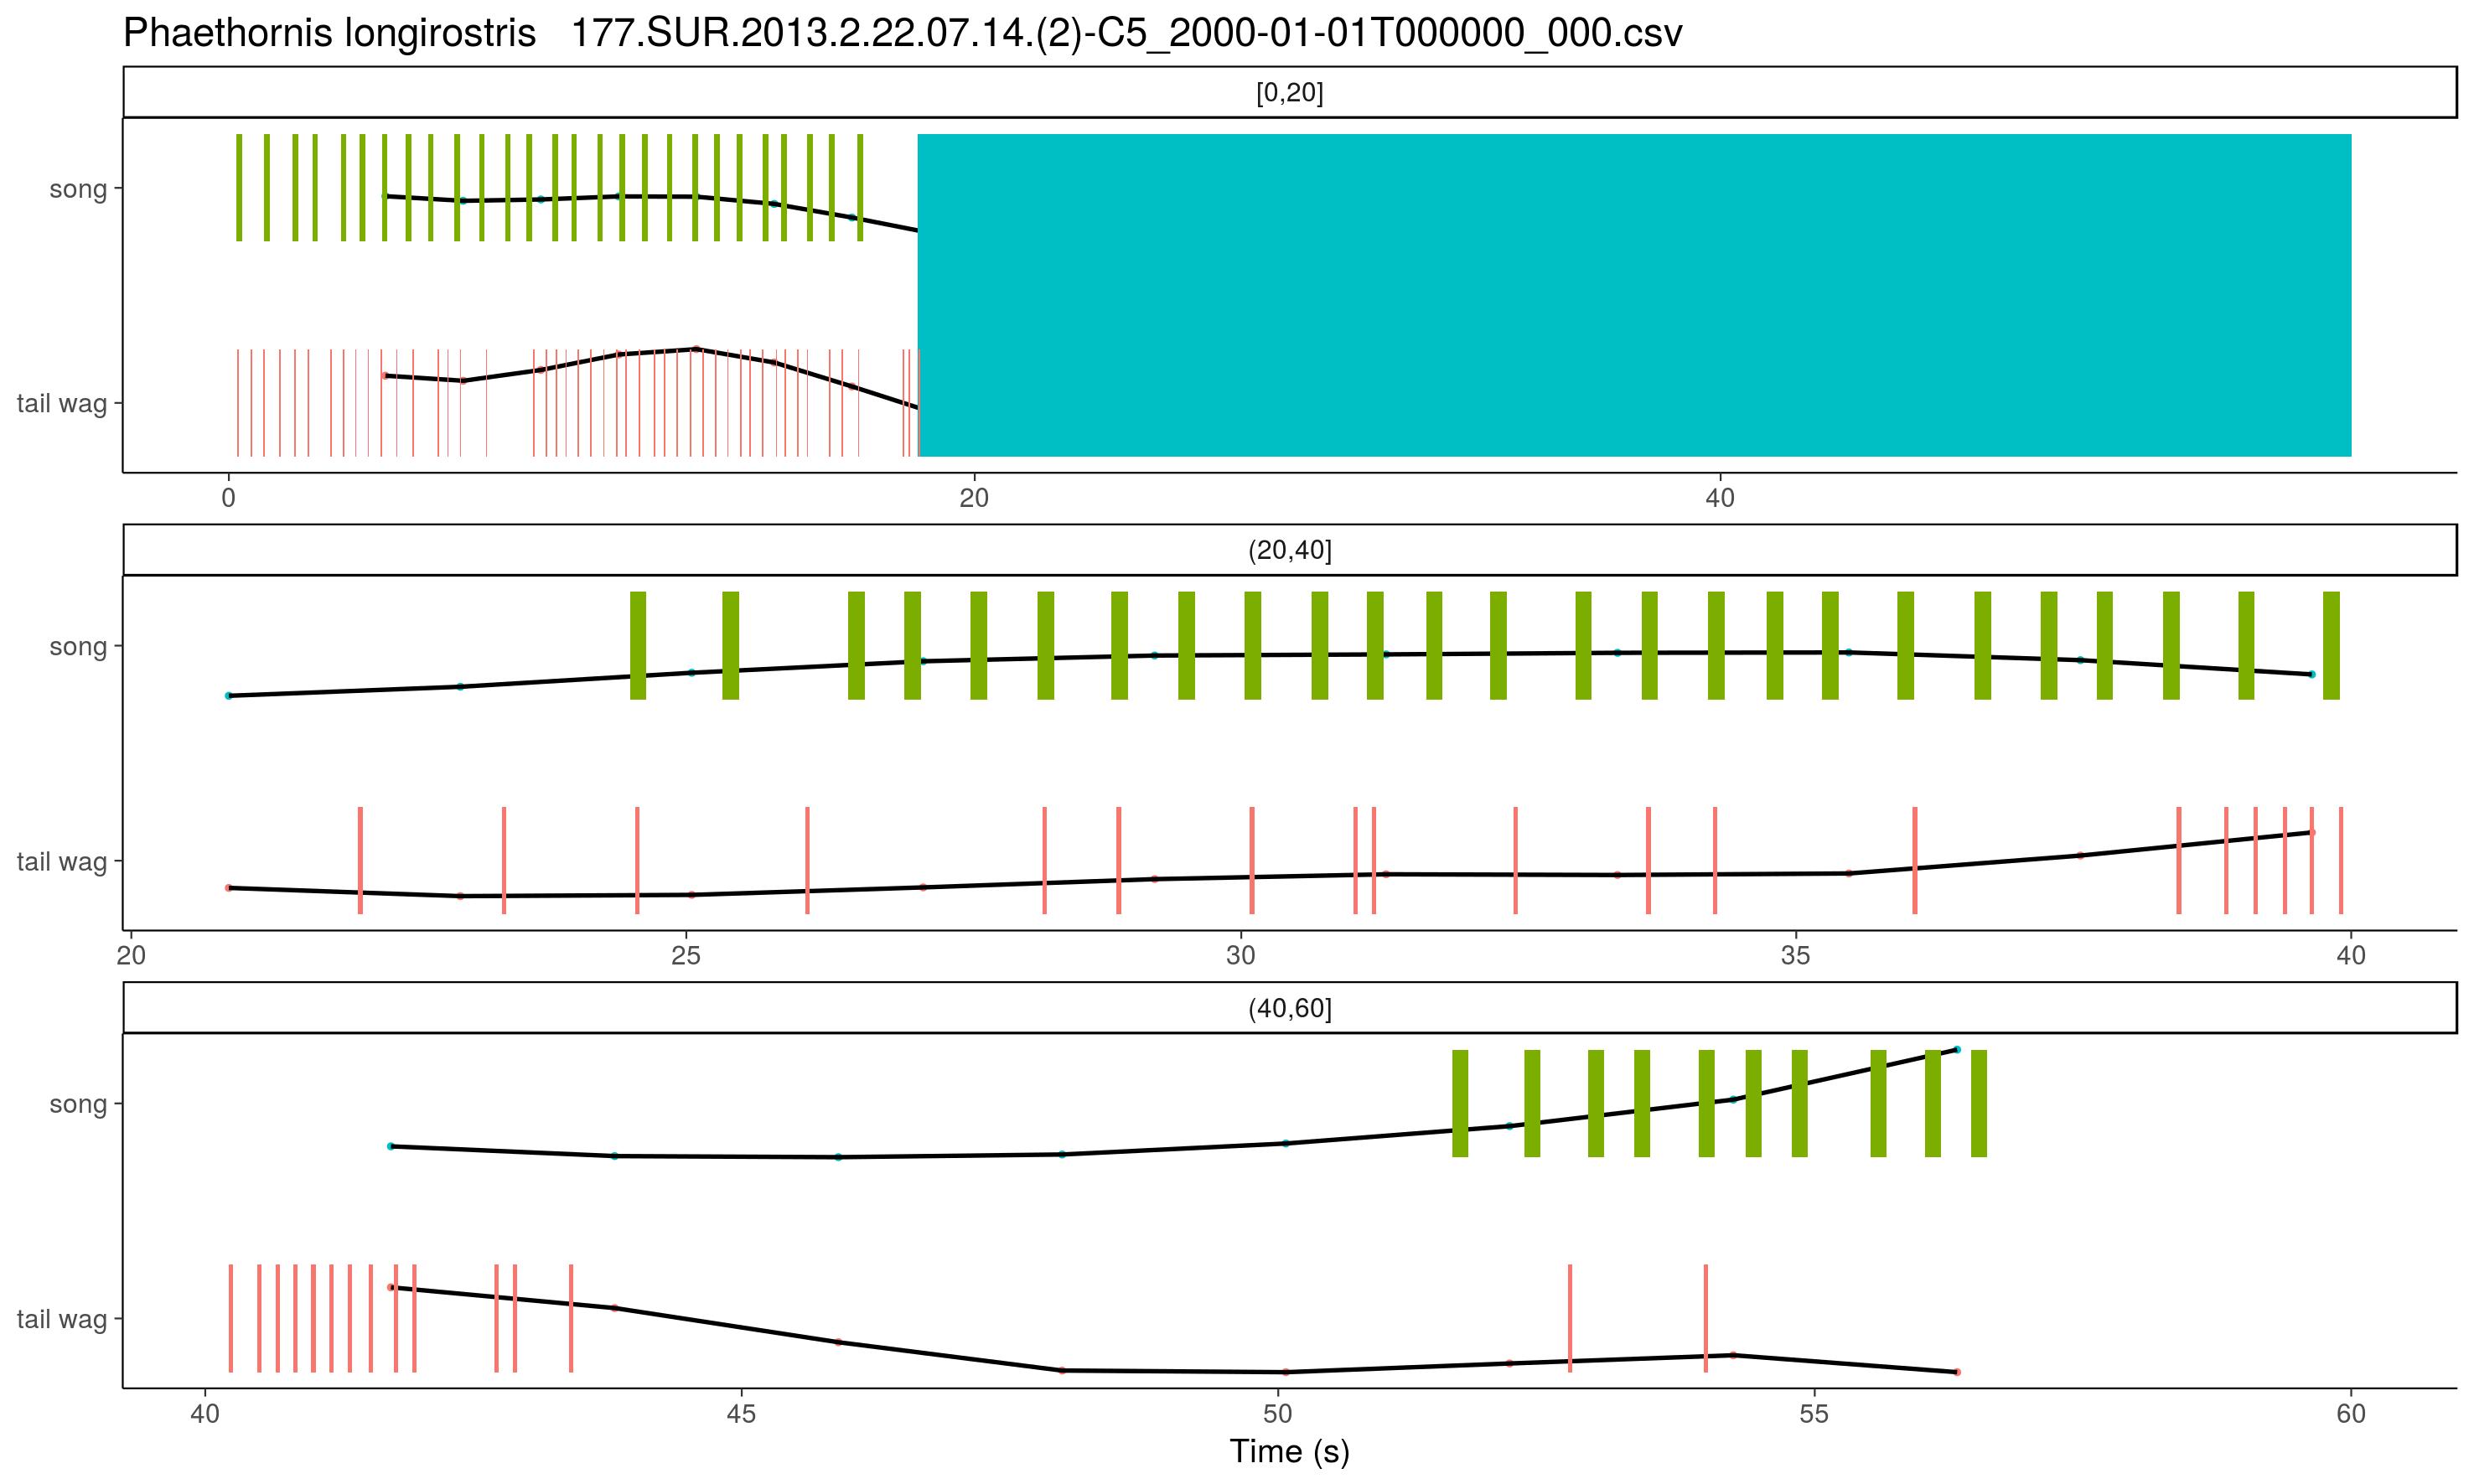 Phaethornis longirostris 177.SUR.2013.2.22.07.14.(2)-C5_2000-01-01T000000_000.csv
[0,20]
song
tail wag
0 20 40
(20,40]
song
tail wag
20 25 30 35 40
(40,60]
song
tail wag
40 45 50 55 60
Time (s)